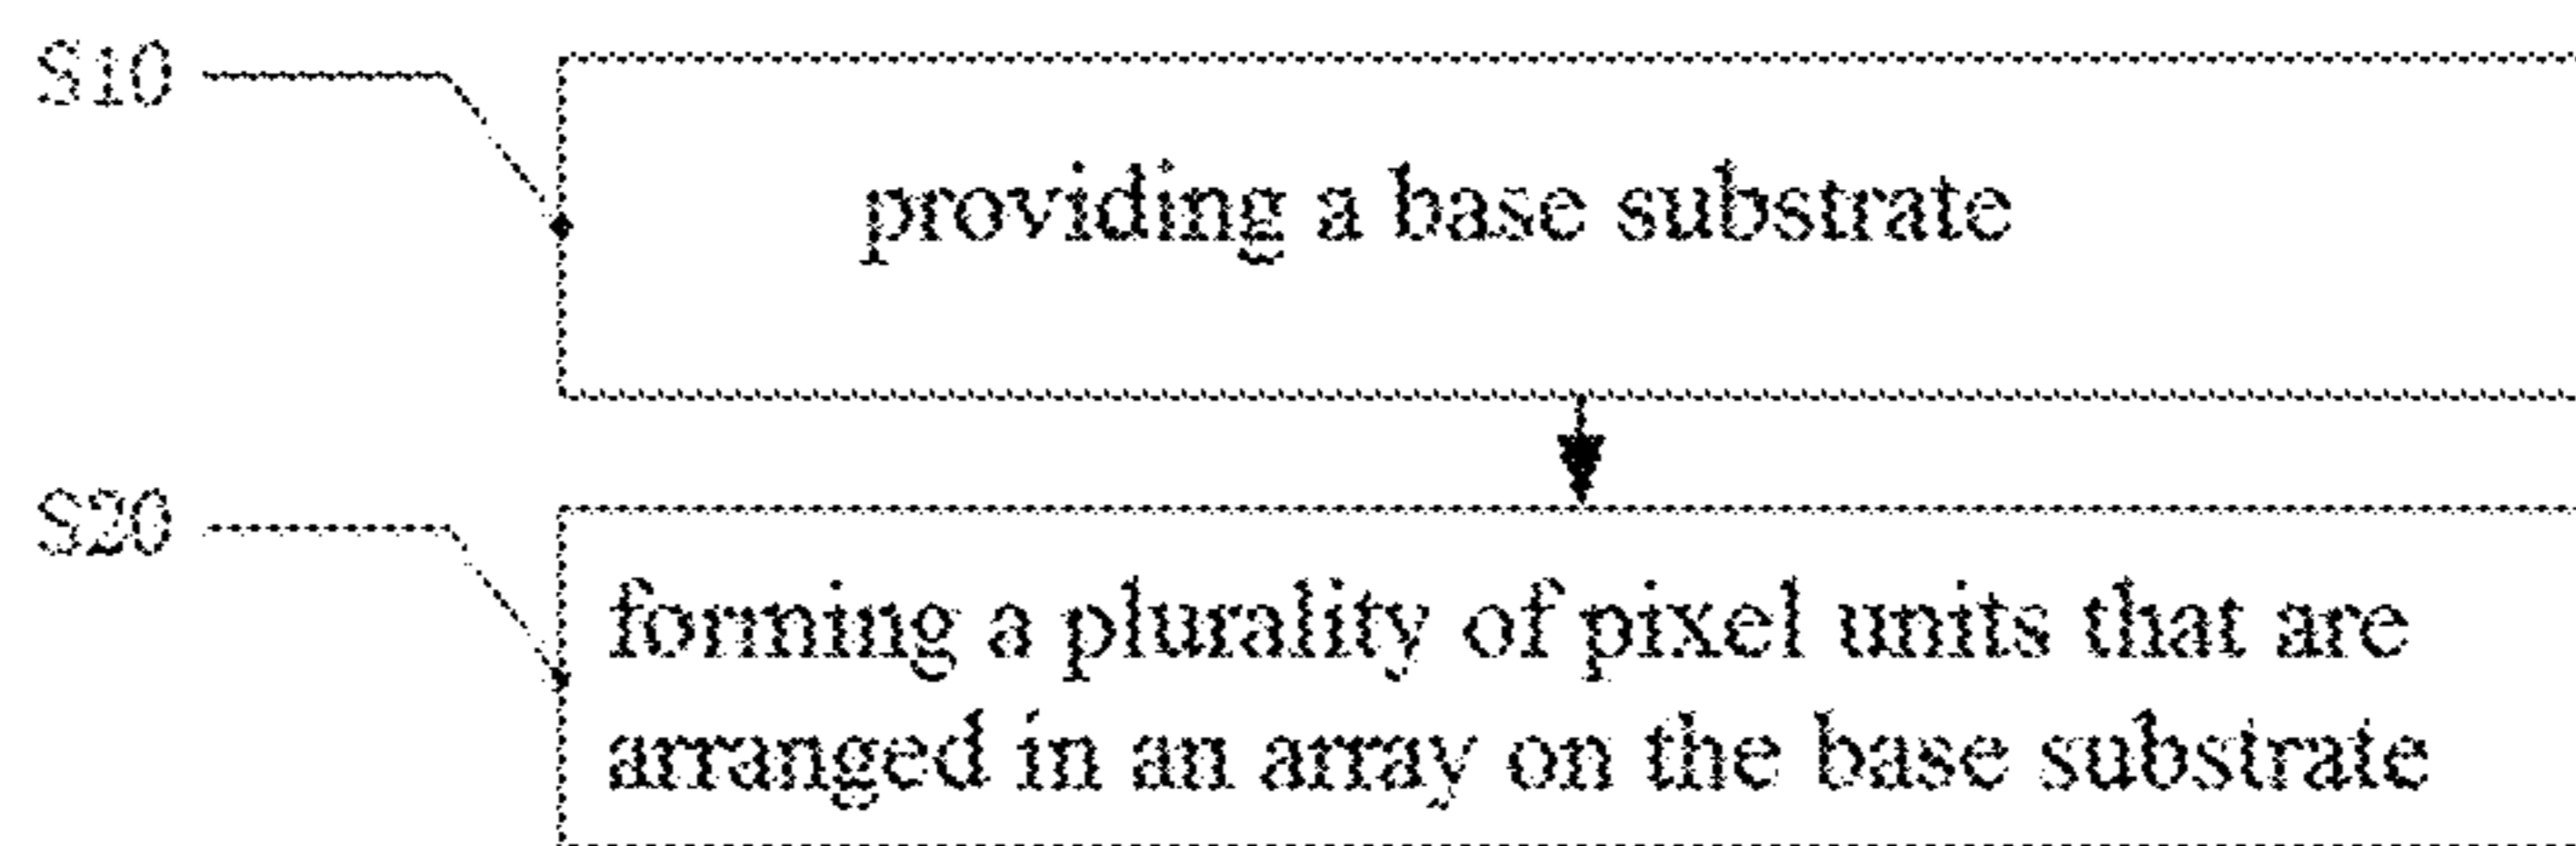 S10
providing a base substrate
S20
forming a plurality of pixel units that are
arranged in an array on the base substrate